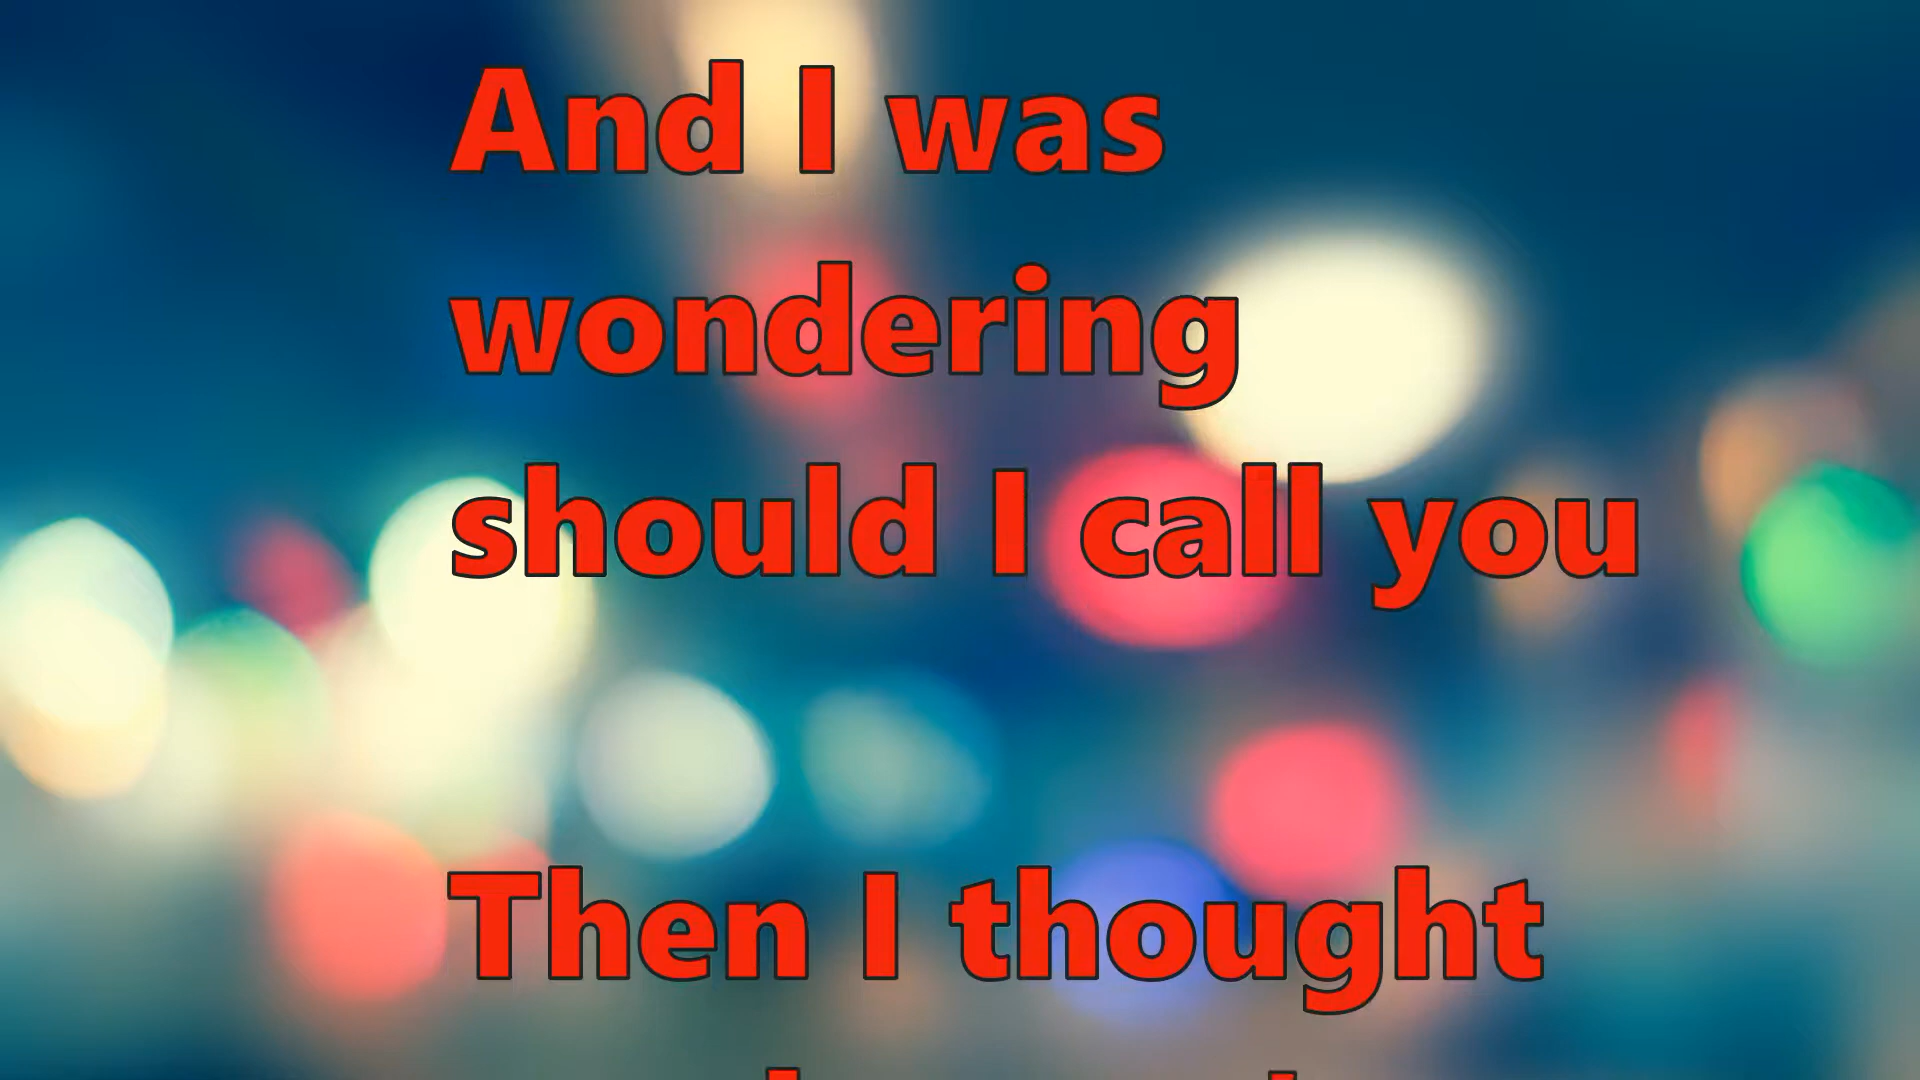 And I was
wondering
should I call you
Then I thought